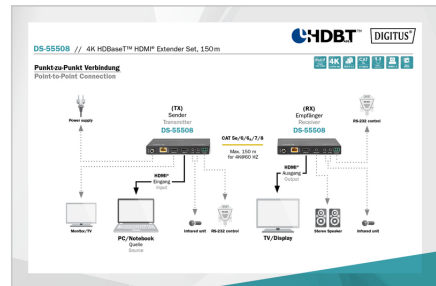 HDBT
DIGITUS®
DS-55508 // 4K HDBaseT™ HDMI® Extender Set, 150 m
4K
Punkt-zu-Punkt Verbindung
Point-to-Point Connection
(TX)
Sender
Transmitter
DS-55508
(RX)
Empfänger
Receiver
DS-55508
Power supply
RS-232 control
CAT 5e/6/6A/7/8
Max. 150 m
for 4K@60 HZ
HDMI®
Eingang
Input
HDMI®
Ausgang
Output
Monitor/TV
PC/Notebook
Quelle
Source
Infrared unit
RS-232 control
TV/Display
Stereo Speaker
Infrared unit